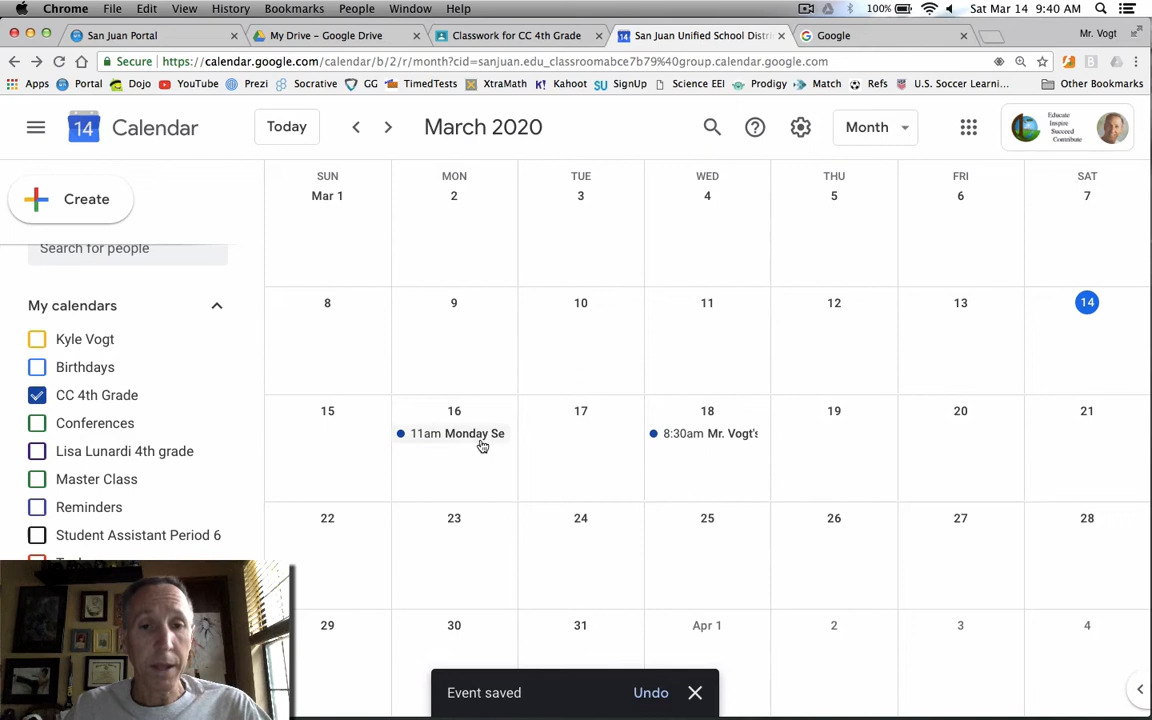 Chrome File Edit View History Bookmarks People Window Help 100% Sat Mar 14 9:40 AM
San Juan Portal My Drive - Google Drive Classwork for CC 4th Grade San Juan Unified School Distri Google Mr. Vogt
Secure https://calendar.google.com/calendar/b/2/r/month?cid=sanjuan.edu_classroomabce7b79%40group.calendar.google.com
Apps Portal Dojo YouTube Prezi Socrative GG TimedTests XtraMath Kahoot SignUp Science EEI Prodigy Match Refs U.S. Soccer Learni... Other Bookmarks
14 Calendar Today March 2020 Month Educate
Inspire
Succeed
Contribute
Create
Search for people
My calendars
Kyle Vogt
Birthdays
CC 4th Grade
Conferences
Lisa Lunardi 4th grade
Master Class
Reminders
Student Assistant Period 6
SUN MON TUE WED THU FRI SAT
Mar 1 2 3 4 5 6 7
8 9 10 11 12 13 14
15 16 17 18 19 20 21
11am Monday Se 8:30am Mr. Vogt's
22 23 24 25 26 27 28
29 30 31 Apr 1 2 3 4
Event saved Undo